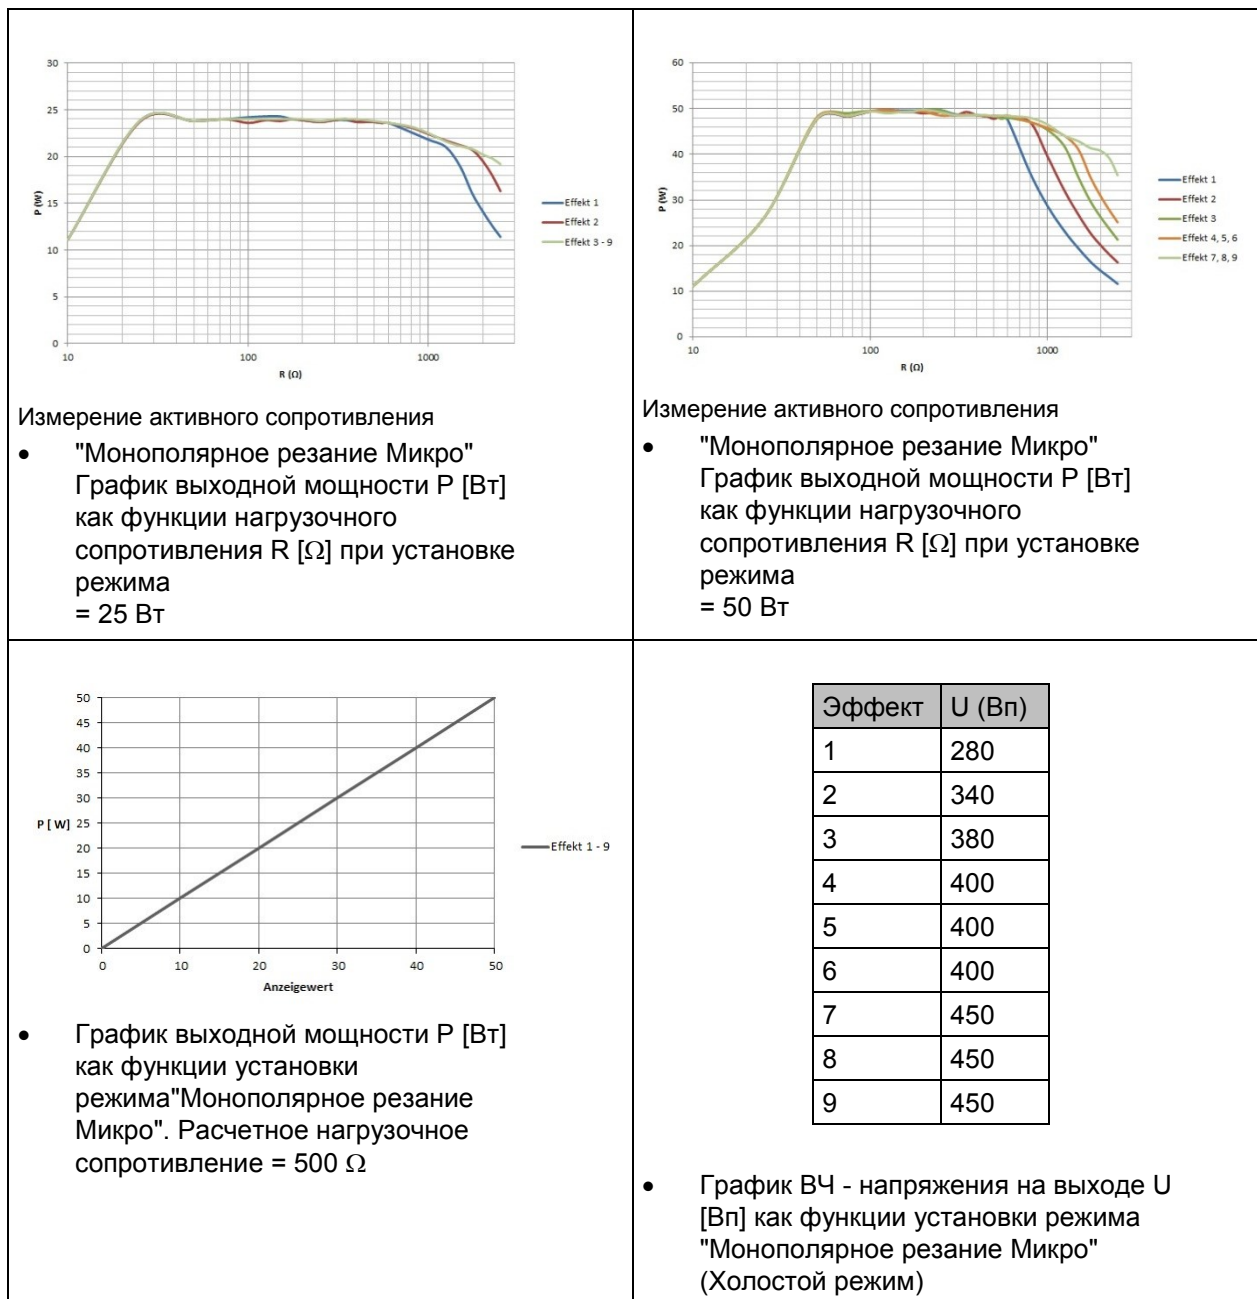 30
25
20
15
10
5
0
P (W)
10
100
1000
R (Ω)
Effekt 1
Effekt 2
Effekt 3 - 9
Измерение активного сопротивления
• "Монополярное резание Микро"
График выходной мощности P [Вт]
как функции нагрузочного
сопротивления R [Ω] при установке
режима
= 25 Вт
60
50
40
30
20
10
0
P (W)
10
100
1000
R (Ω)
Effekt 1
Effekt 2
Effekt 3
Effekt 4, 5, 6
Effekt 7, 8, 9
Измерение активного сопротивления
• "Монополярное резание Микро"
График выходной мощности P [Вт]
как функции нагрузочного
сопротивления R [Ω] при установке
режима
= 50 Вт
50
45
40
35
30
P [ W] 25
20
15
10
5
0
0 10 20 30 40 50
Anzeigewert
Effekt 1 - 9
• График выходной мощности P [Вт]
как функции установки
режима"Монополярное резание
Микро". Расчетное нагрузочное
сопротивление = 500 Ω
Эффект U (Вп)
1 280
2 340
3 380
4 400
5 400
6 400
7 450
8 450
9 450
• График ВЧ - напряжения на выходе U
[Вп] как функции установки режима
"Монополярное резание Микро"
(Холостой режим)